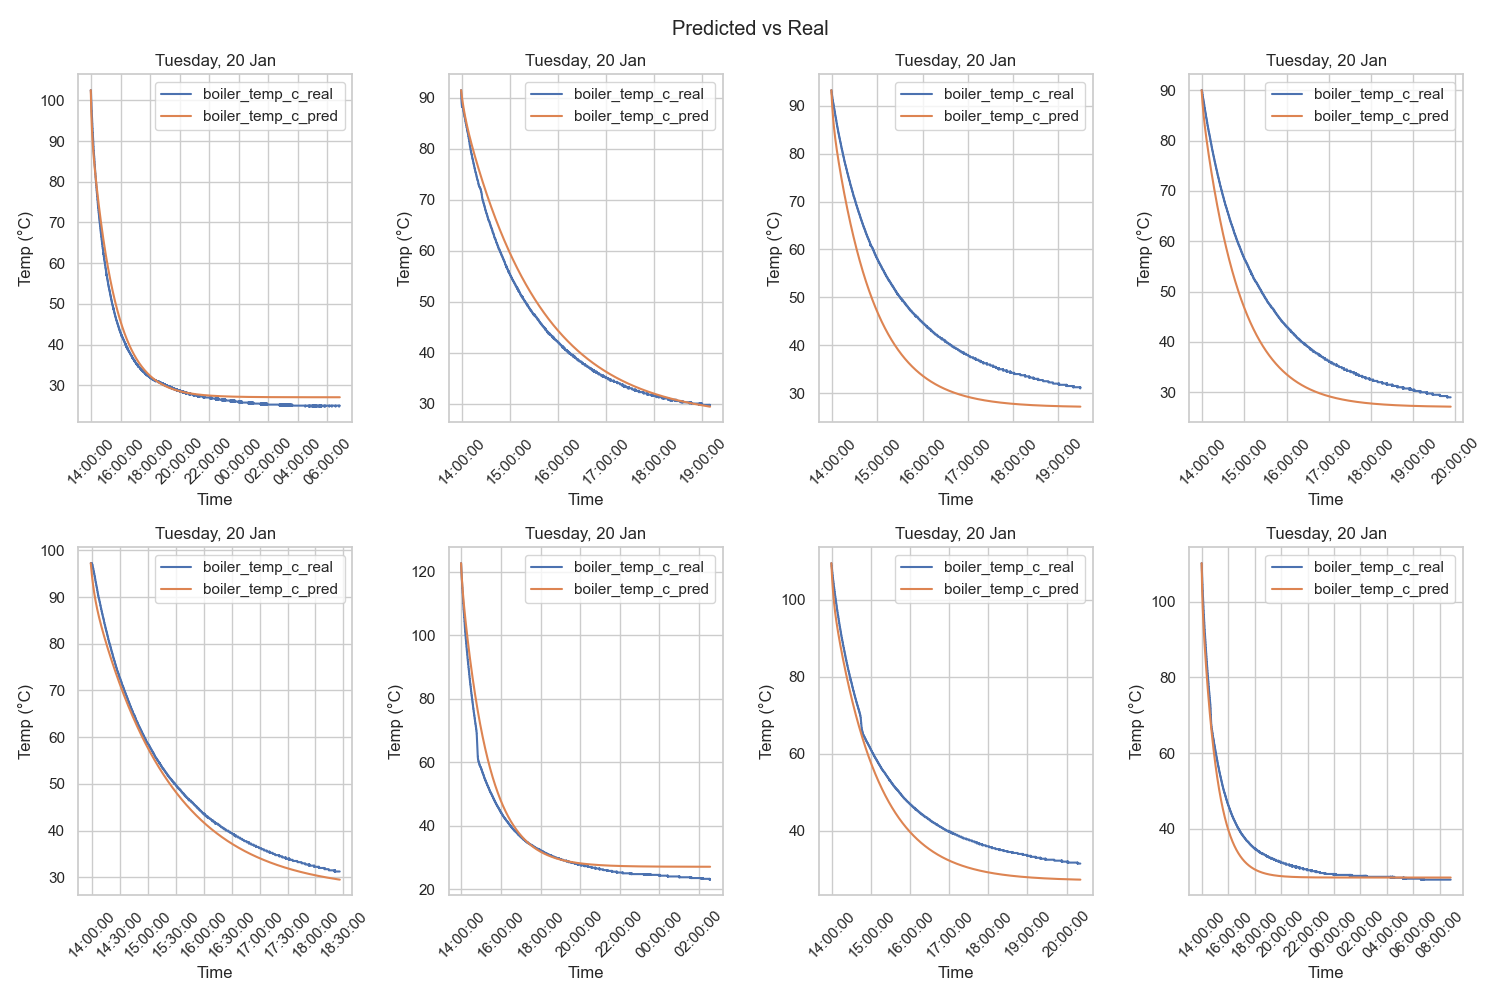 Predicted vs Real
Tuesday, 20 Jan
boiler_temp_c_real
boiler_temp_c_pred
Temp (°C)
100
90
80
70
60
50
40
30
14:00:00
16:00:00
18:00:00
20:00:00
22:00:00
00:00:00
02:00:00
04:00:00
06:00:00
Time
Tuesday, 20 Jan
boiler_temp_c_real
boiler_temp_c_pred
Temp (°C)
90
80
70
60
50
40
30
14:00:00
15:00:00
16:00:00
17:00:00
18:00:00
19:00:00
Time
Tuesday, 20 Jan
boiler_temp_c_real
boiler_temp_c_pred
Temp (°C)
90
80
70
60
50
40
30
14:00:00
15:00:00
16:00:00
17:00:00
18:00:00
19:00:00
Time
Tuesday, 20 Jan
boiler_temp_c_real
boiler_temp_c_pred
Temp (°C)
90
80
70
60
50
40
30
14:00:00
15:00:00
16:00:00
17:00:00
18:00:00
19:00:00
20:00:00
Time
Tuesday, 20 Jan
boiler_temp_c_real
boiler_temp_c_pred
Temp (°C)
100
90
80
70
60
50
40
30
14:00:00
14:30:00
15:00:00
15:30:00
16:00:00
16:30:00
17:00:00
17:30:00
18:00:00
18:30:00
Time
Tuesday, 20 Jan
boiler_temp_c_real
boiler_temp_c_pred
Temp (°C)
120
100
80
60
40
20
14:00:00
16:00:00
18:00:00
20:00:00
22:00:00
00:00:00
02:00:00
Time
Tuesday, 20 Jan
boiler_temp_c_real
boiler_temp_c_pred
Temp (°C)
100
80
60
40
14:00:00
15:00:00
16:00:00
17:00:00
18:00:00
19:00:00
20:00:00
Time
Tuesday, 20 Jan
boiler_temp_c_real
boiler_temp_c_pred
Temp (°C)
100
80
60
40
14:00:00
16:00:00
18:00:00
20:00:00
22:00:00
00:00:00
02:00:00
04:00:00
06:00:00
08:00:00
Time